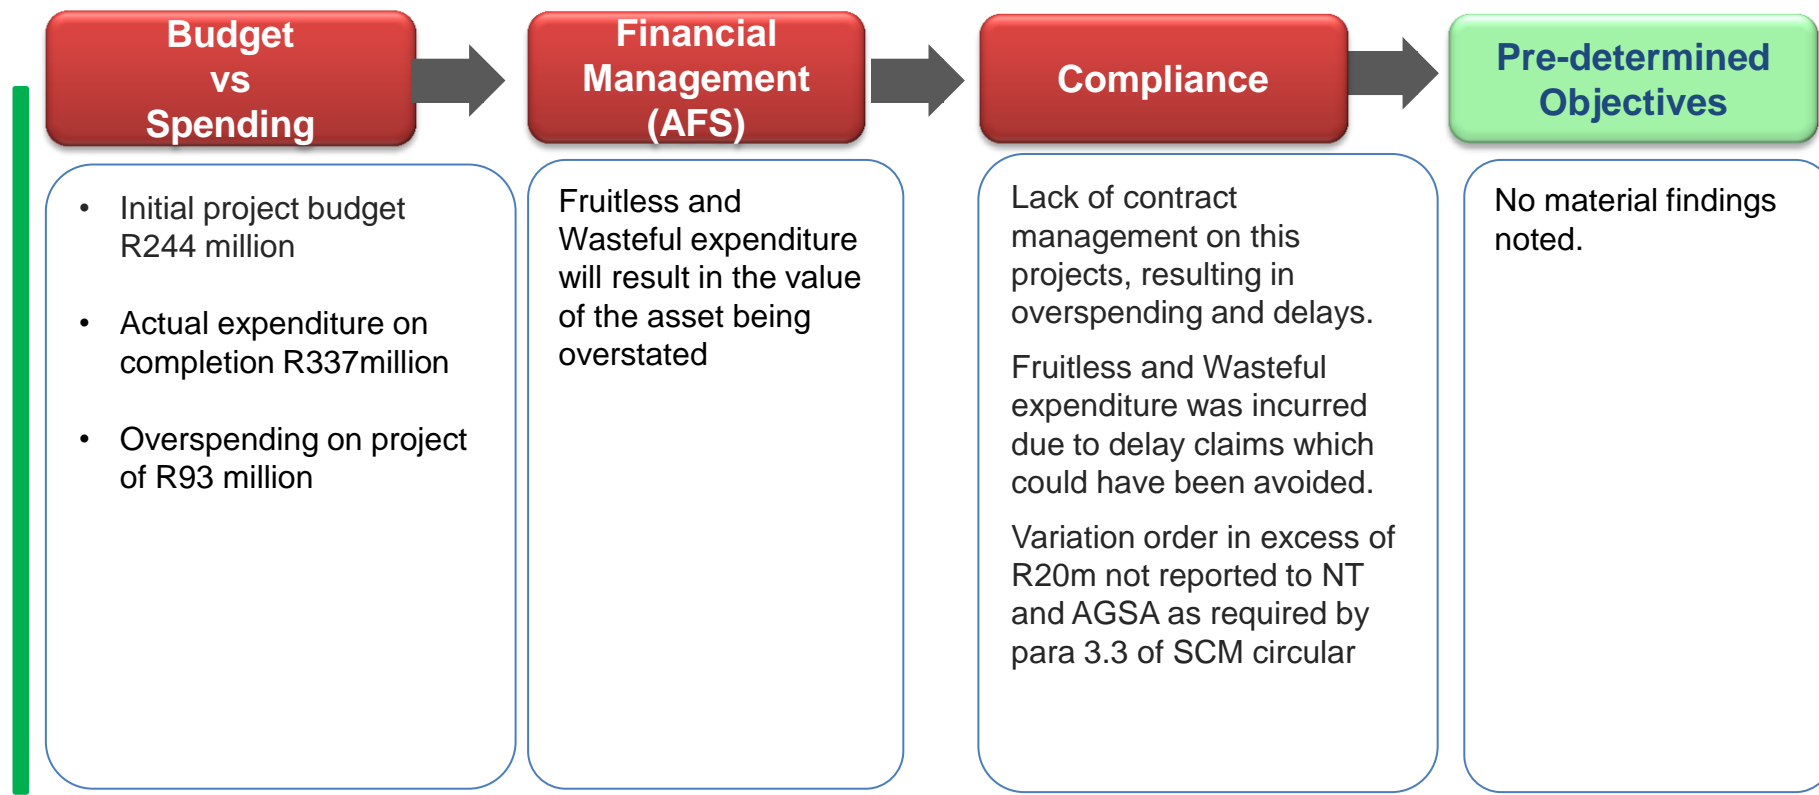 Budget
vs
Spending
Financial
Management
(AFS)
Compliance
Pre-determined
Objectives
• Initial project budget
R244 million
• Actual expenditure on
completion R337million
• Overspending on project
of R93 million
Fruitless and
Wasteful expenditure
will result in the value
of the asset being
overstated
Lack of contract
management on this
projects, resulting in
overspending and delays.
Fruitless and Wasteful
expenditure was incurred
due to delay claims which
could have been avoided.
Variation order in excess of
R20m not reported to NT
and AGSA as required by
para 3.3 of SCM circular
No material findings
noted.